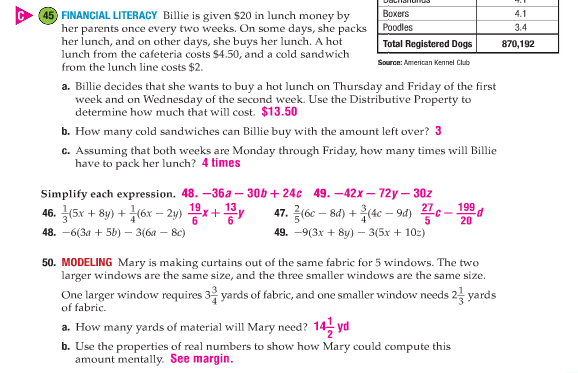 Dachshunds 4.1
Boxers 4.1
Poodles 3.4
Total Registered Dogs 870,192
Source: American Kennel Club
C 45 FINANCIAL LITERACY Billie is given $20 in lunch money by
her parents once every two weeks. On some days, she packs
her lunch, and on other days, she buys her lunch. A hot
lunch from the cafeteria costs $4.50, and a cold sandwich
from the lunch line costs $2.
a. Billie decides that she wants to buy a hot lunch on Thursday and Friday of the first
week and on Wednesday of the second week. Use the Distributive Property to
determine how much that will cost. $13.50
b. How many cold sandwiches can Billie buy with the amount left over? 3
c. Assuming that both weeks are Monday through Friday, how many times will Billie
have to pack her lunch? 4 times
Simplify each expression. 48. −36a − 30b + 24c 49. −42x − 72y − 30z
46. 1/3(5x + 8y) + 1/4(6x − 2y) 19/6x + 13/6y 47. 2/5(6c − 8d) + 3/4(4c − 9d) 27/5c − 199/20d
48. −6(3a + 5b) − 3(6a − 8c) 49. −9(3x + 8y) − 3(5x + 10z)
50. MODELING Mary is making curtains out of the same fabric for 5 windows. The two
larger windows are the same size, and the three smaller windows are the same size.
One larger window requires 3 3/4 yards of fabric, and one smaller window needs 2 1/3 yards
of fabric.
a. How many yards of material will Mary need? 14 1/2 yd
b. Use the properties of real numbers to show how Mary could compute this
amount mentally. See margin.